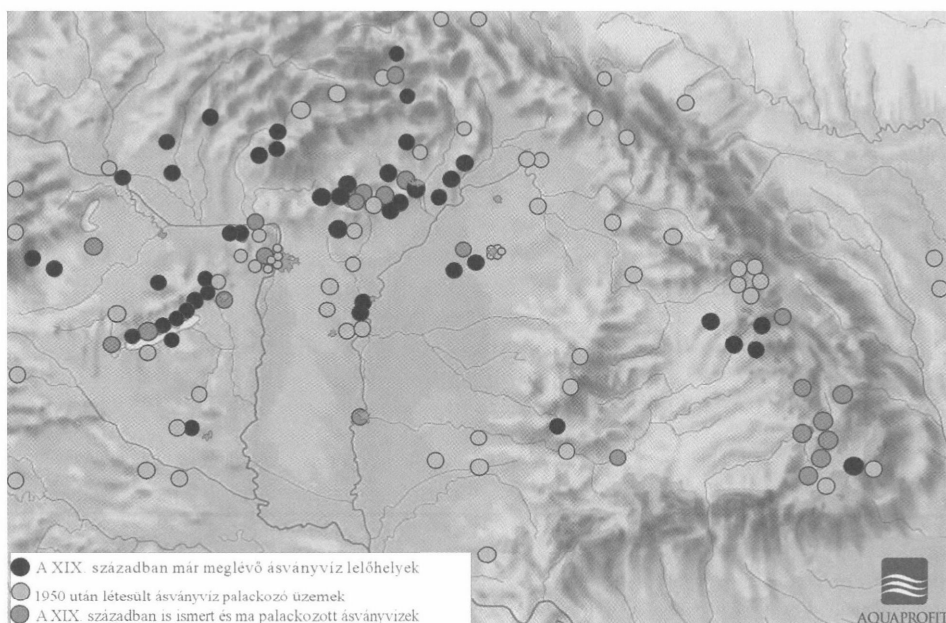 A XIX. században már meglévő ásványvíz lelőhelyek
1950 után létesült ásványvíz palackozó üzemek
A XIX. században is ismert és ma palackozott ásványvizek
AQUAPROFIT